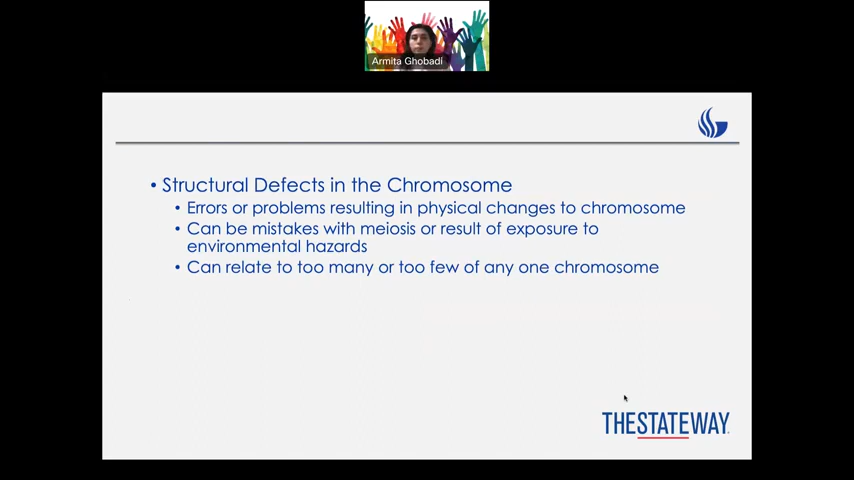 Armita Ghobadi
• Structural Defects in the Chromosome
• Errors or problems resulting in physical changes to chromosome
• Can be mistakes with meiosis or result of exposure to
environmental hazards
• Can relate to too many or too few of any one chromosome
THESTATEWAY.